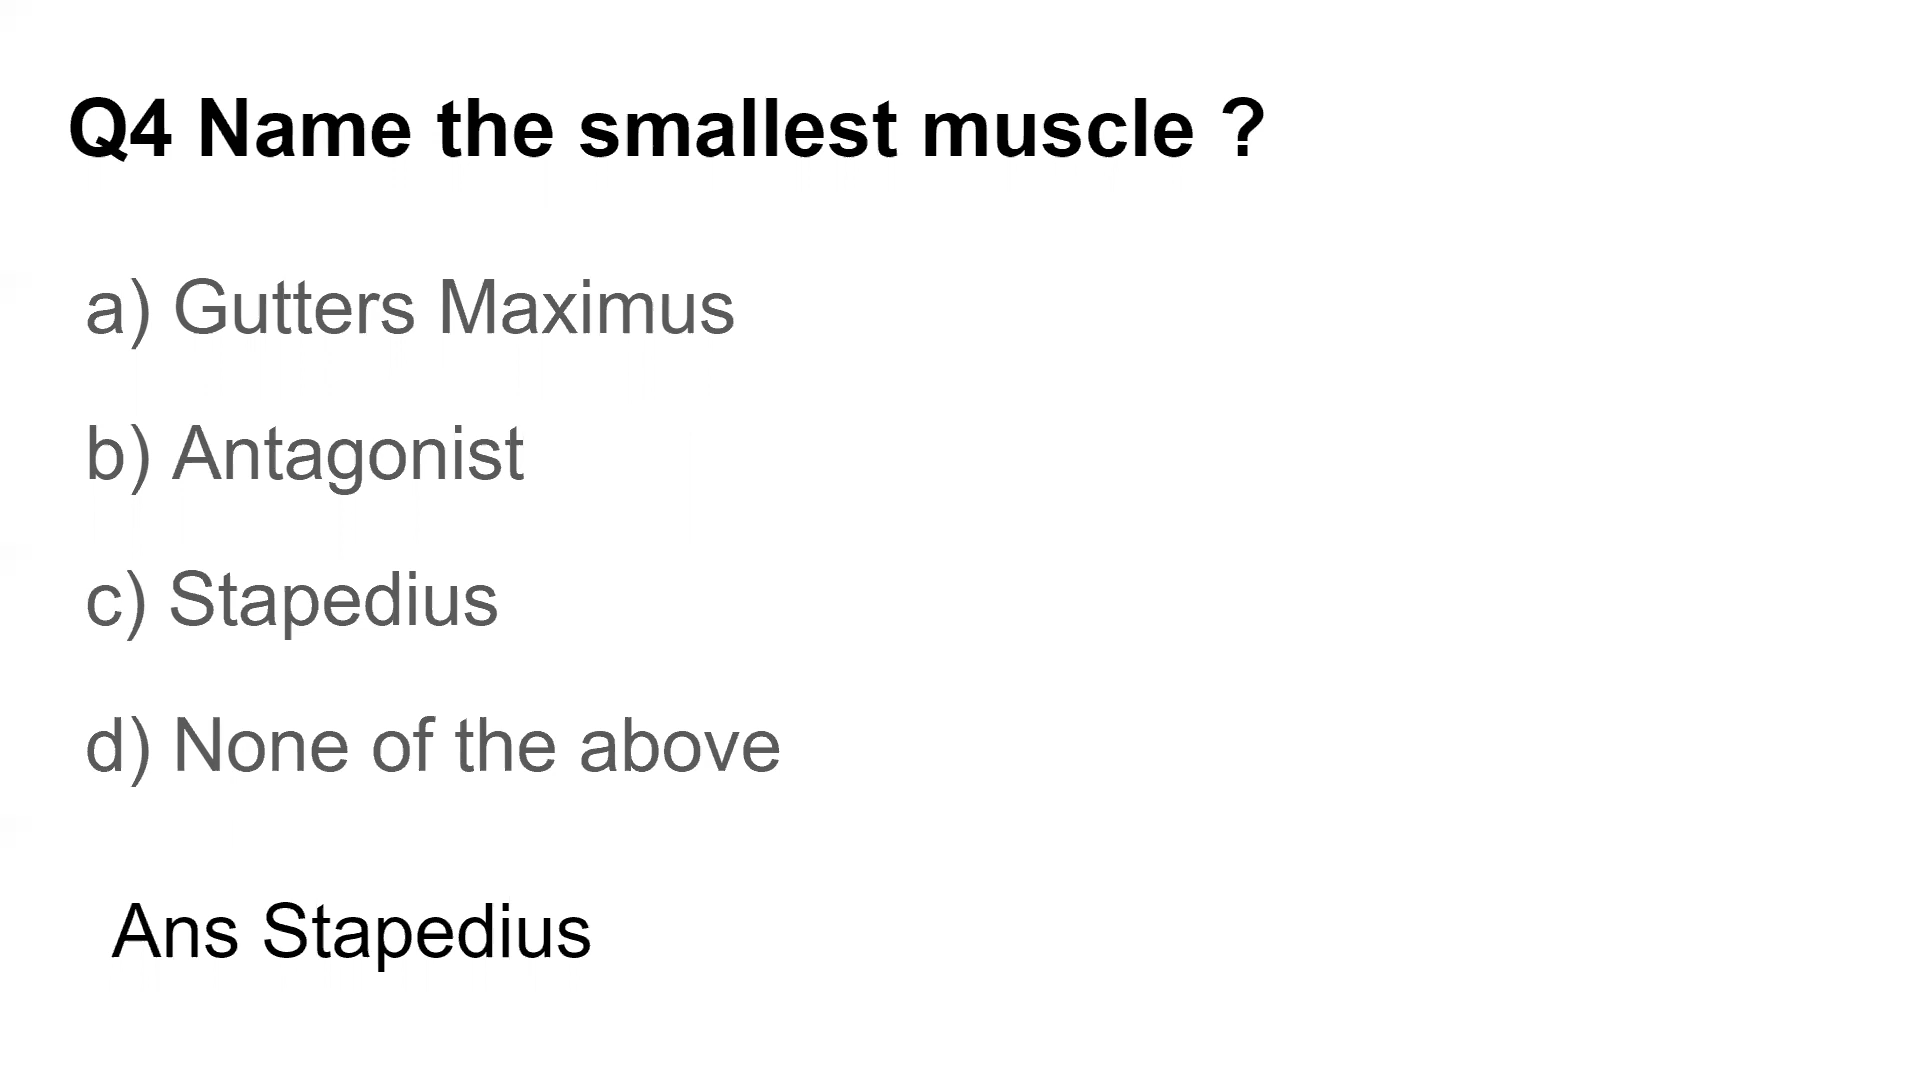 Q4 Name the smallest muscle ?
a) Gutters Maximus
b) Antagonist
c) Stapedius
d) None of the above
Ans Stapedius